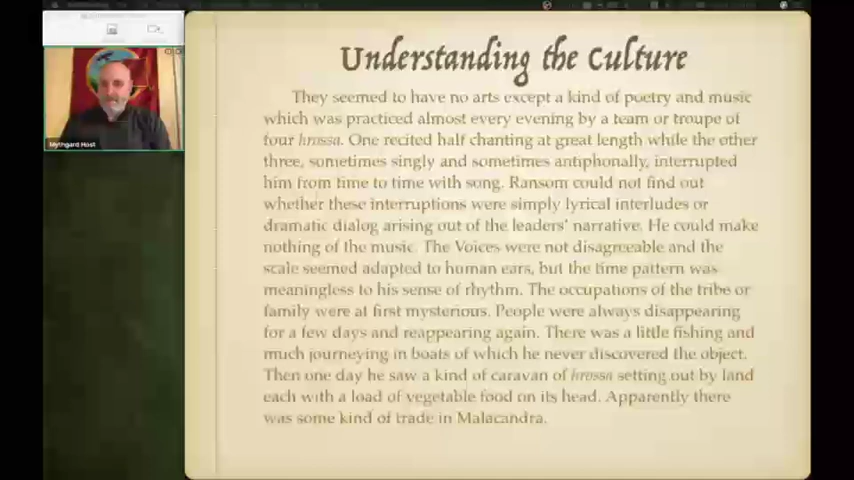 Understanding the Culture
They seemed to have no arts except a kind of poetry and music
which was practiced almost every evening by a team or troupe of
four hrossa. One recited half chanting at great length while the other
three, sometimes singly and sometimes antiphonally, interrupted
him from time to time with song. Ransom could not find out
whether these interruptions were simply lyrical interludes or
dramatic dialog arising out of the leaders' narrative. He could make
nothing of the music. The Voices were not disagreeable and the
scale seemed adapted to human ears, but the time pattern was
meaningless to his sense of rhythm. The occupations of the tribe or
family were at first mysterious. People were always disappearing
for a few days and reappearing again. There was a little fishing and
much journeying in boats of which he never discovered the object.
Then one day he saw a kind of caravan of hrossa setting out by land
each with a load of vegetable food on its head. Apparently there
was some kind of trade in Malacandra.
Mythgard Host